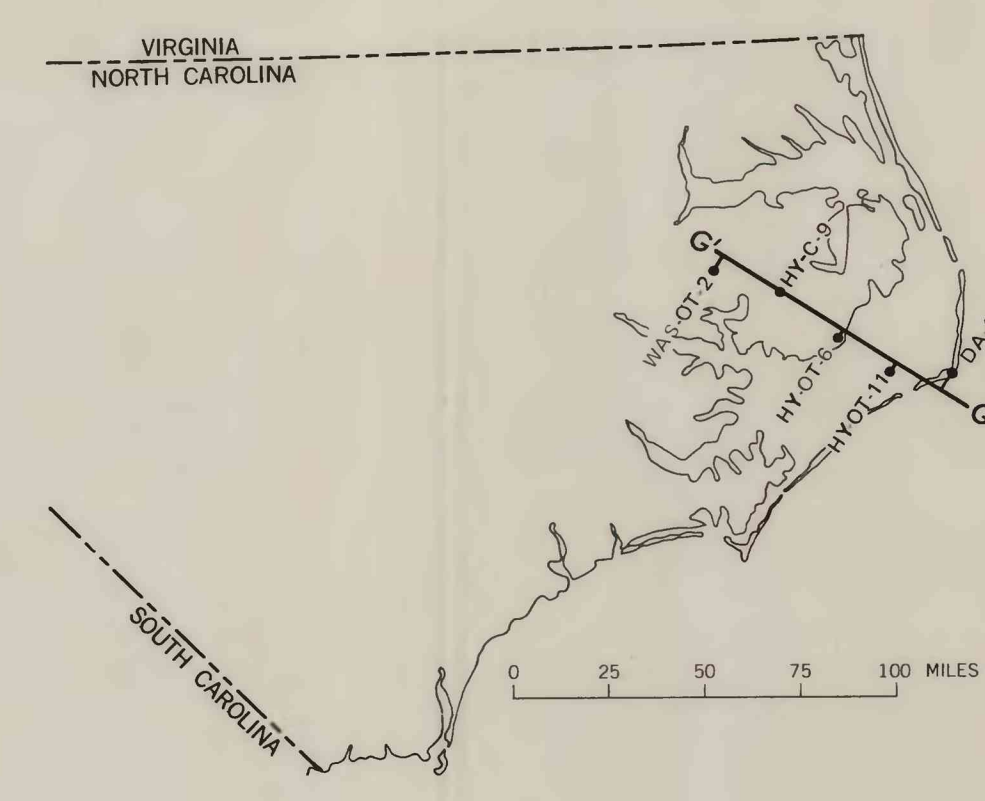 VIRGINIA
NORTH CAROLINA
G'
HY-C-9
WAS-OT-2
HY-OT-6
HY-OT-11
SOUTH CAROLINA
0 25 50 75 100 MILES